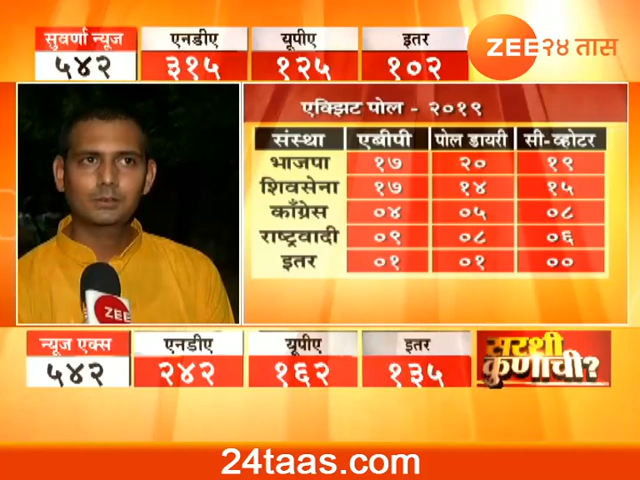 सुवर्णा न्यूज एनडीए यूपीए इतर
५४२ ३१५ १२५ १०२
ZEE २४ तास
एक्झिट पोल - २०१९
संस्था एबीपी पोल डायरी सी-व्होटर
भाजपा १७ २० १९
शिवसेना १७ १४ १५
काँग्रेस ०४ ०५ ०८
राष्ट्रवादी ०९ ०८ ०६
इतर ०१ ०१ ००
ZEE
न्यूज एक्स एनडीए यूपीए इतर
५४२ २४२ १६२ १३५
सरशी
कुणाची?
24taas.com